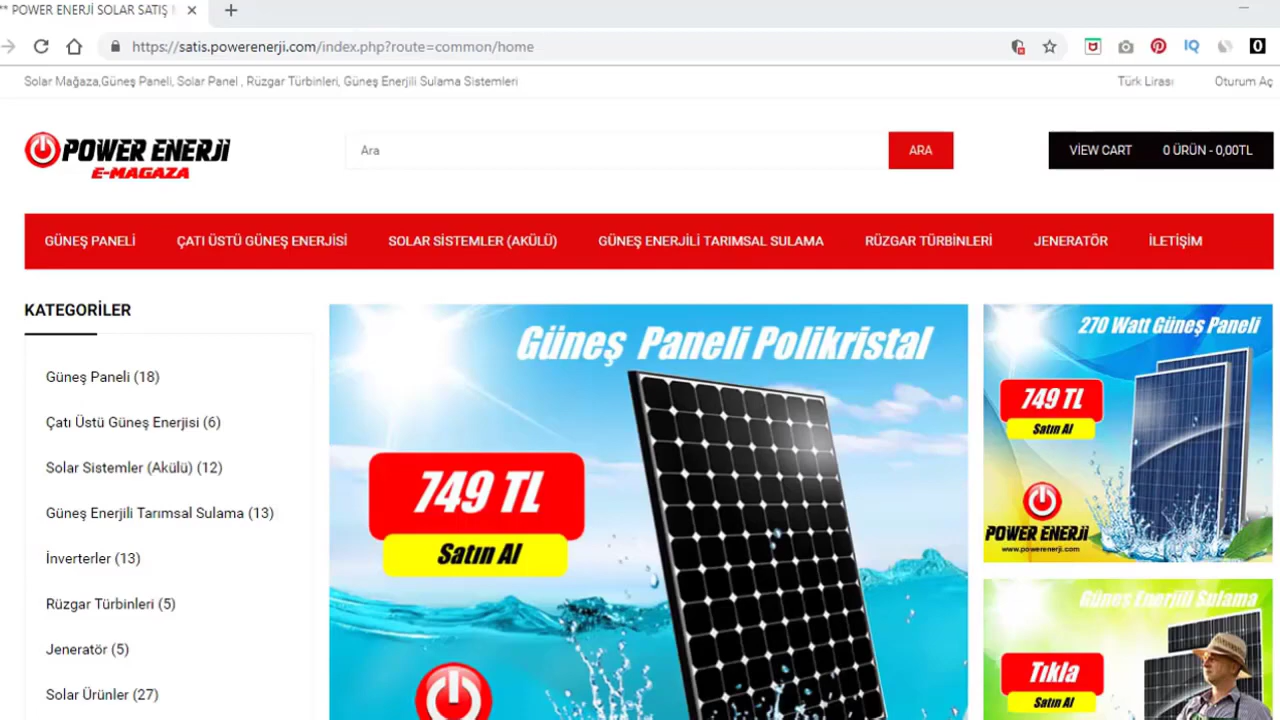 ** POWER ENERJİ SOLAR SATIŞ
https://satis.powerenerji.com/index.php?route=common/home
IQ
Solar Mağaza,Güneş Paneli, Solar Panel , Rüzgar Türbinleri, Güneş Enerjili Sulama Sistemleri
Türk Lirası
Oturum Aç
POWER ENERJİ
E-MAGAZA
Ara
ARA
VİEW CART 0 ÜRÜN - 0,00TL
GÜNEŞ PANELİ ÇATI ÜSTÜ GÜNEŞ ENERJİSİ SOLAR SİSTEMLER (AKÜLÜ) GÜNEŞ ENERJİLİ TARIMSAL SULAMA RÜZGAR TÜRBİNLERİ JENERATÖR İLETİŞİM
KATEGORİLER
Güneş Paneli (18)
Çatı Üstü Güneş Enerjisi (6)
Solar Sistemler (Akülü) (12)
Güneş Enerjili Tarımsal Sulama (13)
İnverterler (13)
Rüzgar Türbinleri (5)
Jeneratör (5)
Solar Ürünler (27)
Güneş Paneli Polikristal
749 TL
Satın Al
270 Watt Güneş Paneli
749 TL
Satın Al
POWER ENERJİ
www.powerenerji.com
Güneş Enerjili Sulama
Tıkla
Satın Al